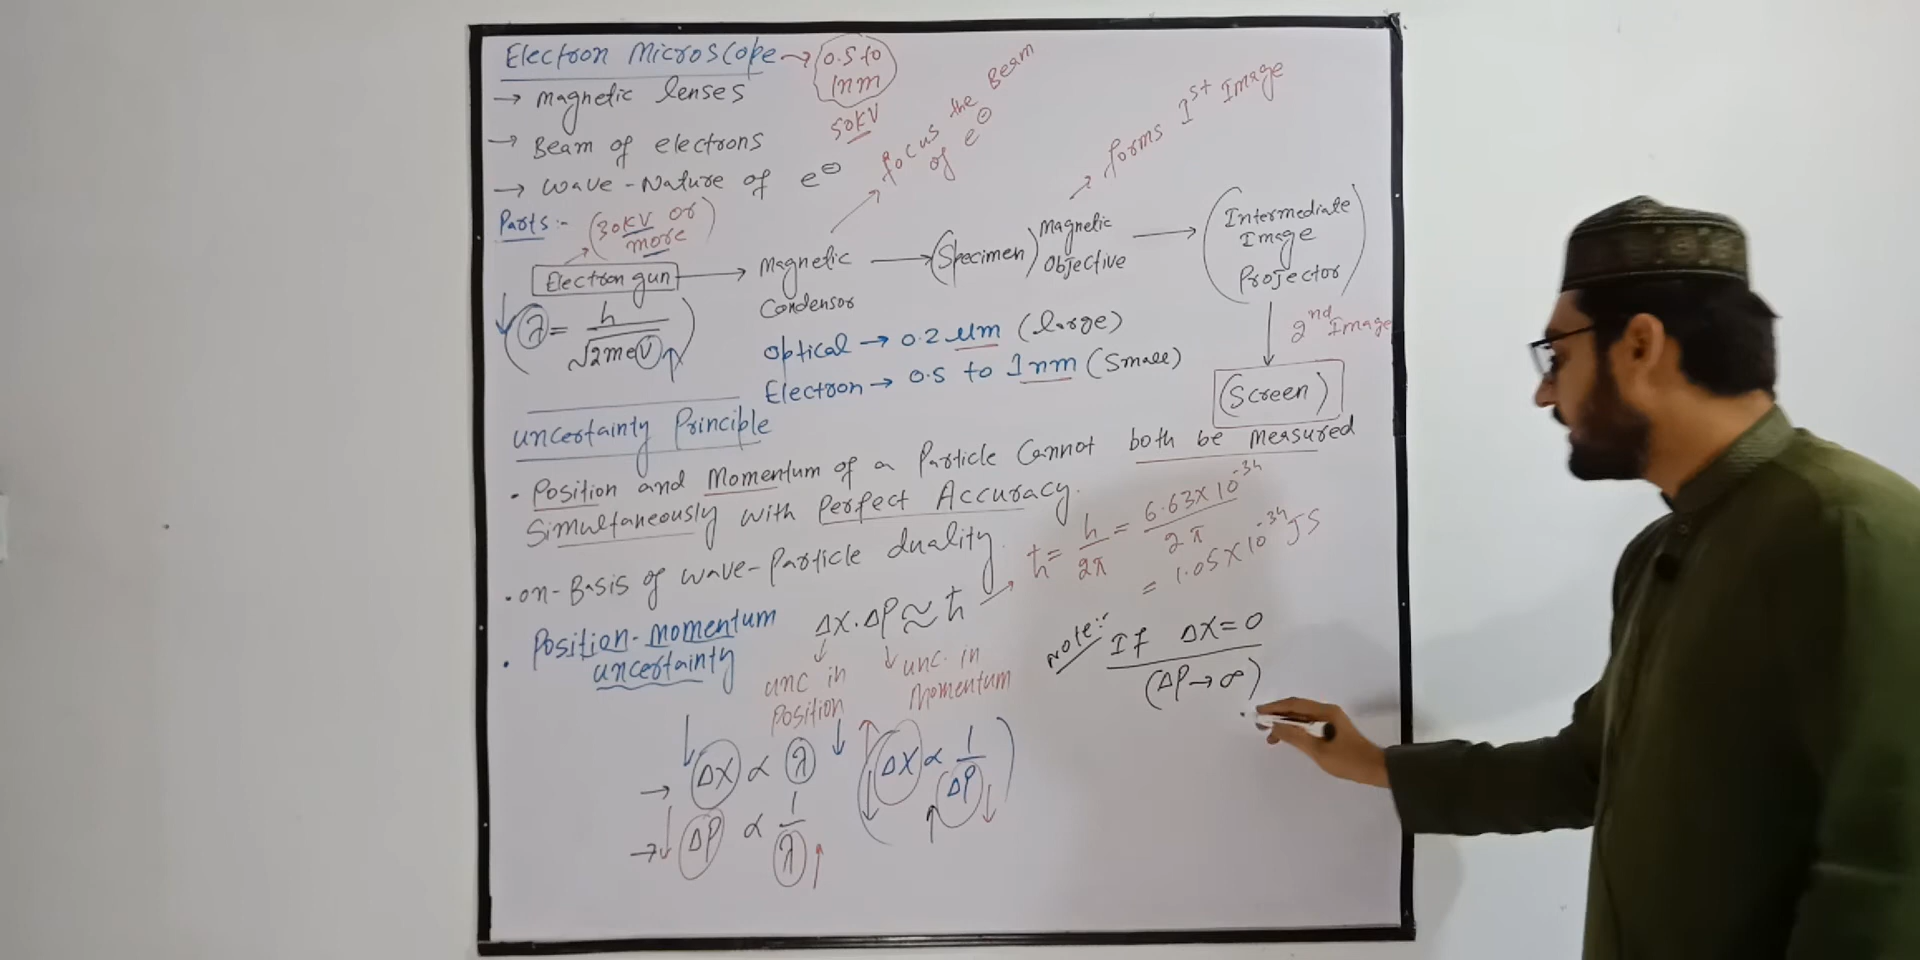 Electron Microscope → 0.5 to
1nm
50KV
→ Magnetic lenses
→ Beam of electrons
→ wave-Nature of e⊖
focus the Beam
of e⊖
forms 1st Image
Parts:- (30KV or
more)
Electron gun → Magnetic
Condensor
→ (Specimen) Magnetic
Objective
→ (Intermediate
Image
Projector)
2nd Image
(Screen)
↓ (λ = h / √2meV ↑)
Optical → 0.2 μm (large)
Electron → 0.5 to 1nm (Small)
Uncertainty Principle
• Position and Momentum of a Particle Cannot both be Measured
Simultaneously with Perfect Accuracy.
• on-Basis of wave-Particle duality.
• Position-momentum
uncertainty
Δx.Δp ≈ ħ →
ħ = h/2π = 6.63x10^-34 / 2π
= 1.05x10^-34 JS
unc in
Position
unc. in
Momentum
Note:- If Δx=0
(Δp→∞)
→ ↓ Δx ∝ λ ↓
→ ↓ Δp ∝ 1/λ ↑
(↑↓ Δx ∝ 1/Δp ↑↓)